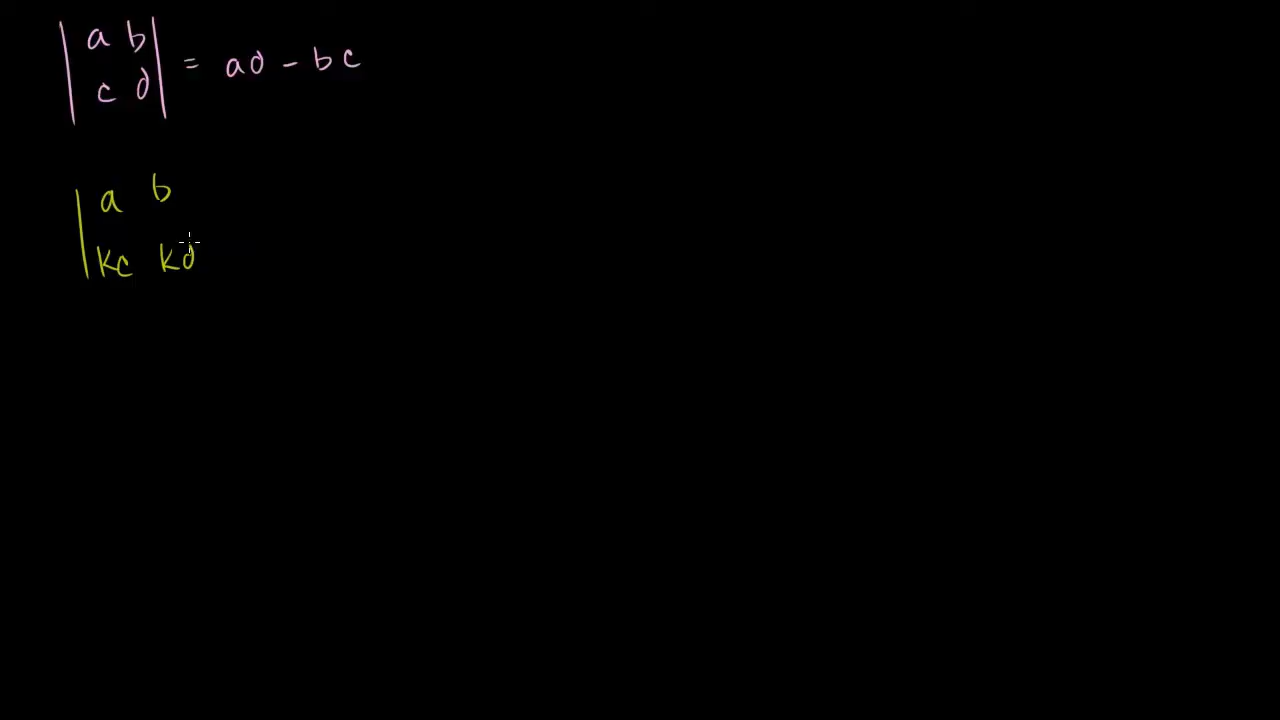 | a b |
| c d | = ad - bc
| a b
| kc kd